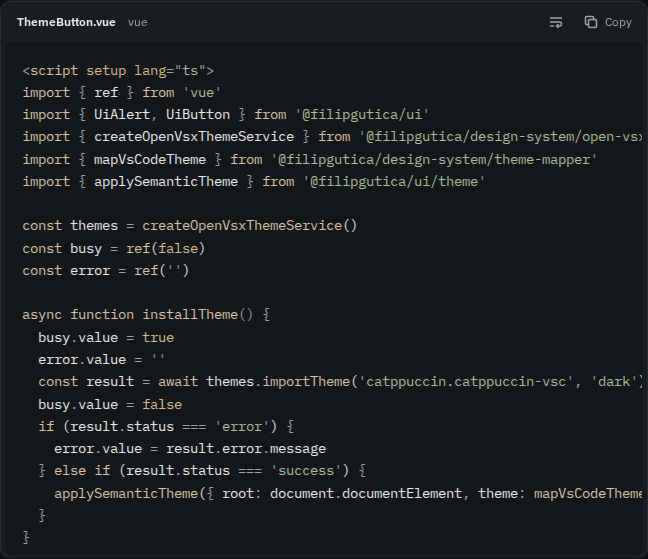 ThemeButton.vue vue Copy
<script setup lang="ts">
import { ref } from 'vue'
import { UiAlert, UiButton } from '@filipgutica/ui'
import { createOpenVsxThemeService } from '@filipgutica/design-system/open-vsx
import { mapVsCodeTheme } from '@filipgutica/design-system/theme-mapper'
import { applySemanticTheme } from '@filipgutica/ui/theme'

const themes = createOpenVsxThemeService()
const busy = ref(false)
const error = ref('')

async function installTheme() {
  busy.value = true
  error.value = ''
  const result = await themes.importTheme('catppuccin.catppuccin-vsc', 'dark')
  busy.value = false
  if (result.status === 'error') {
    error.value = result.error.message
  } else if (result.status === 'success') {
    applySemanticTheme({ root: document.documentElement, theme: mapVsCodeTheme
  }
}